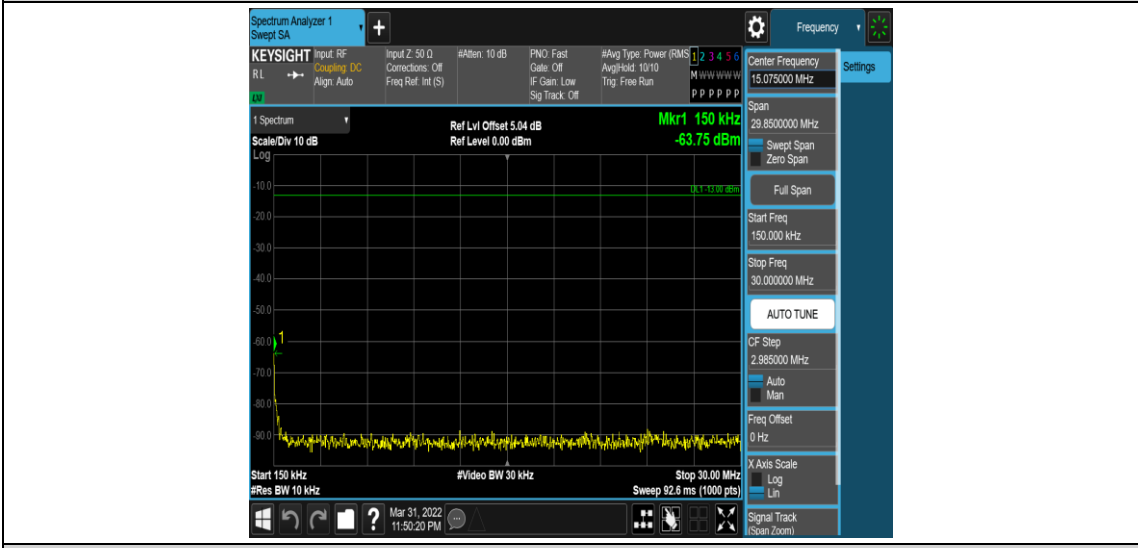 Spectrum Analyzer 1
Swept SA
+
Frequency
KEYSIGHT
RL
LNI
Input: RF
Coupling: DC
Align: Auto
Input Z: 50 Ω
Corrections: Off
Freq Ref: Int (S)
#Atten: 10 dB
PNO: Fast
Gate: Off
IF Gain: Low
Sig Track: Off
#Avg Type: Power (RMS
Avg|Hold: 10/10
Trig: Free Run
1 2 3 4 5 6
M W W W W W
P P P P P P
Center Frequency
15.075000 MHz
Settings
Span
29.8500000 MHz
Swept Span
Zero Span
Full Span
Start Freq
150.000 kHz
Stop Freq
30.000000 MHz
AUTO TUNE
CF Step
2.985000 MHz
Auto
Man
Freq Offset
0 Hz
X Axis Scale
Log
Lin
Signal Track
(Span Zoom)
1 Spectrum
Scale/Div 10 dB
Log
Ref Lvl Offset 5.04 dB
Ref Level 0.00 dBm
Mkr1 150 kHz
-63.75 dBm
DL1 -13.00 dBm
-10.0
-20.0
-30.0
-40.0
-50.0
-60.0
1
-70.0
-80.0
-90.0
Start 150 kHz
#Video BW 30 kHz
Stop 30.00 MHz
#Res BW 10 kHz
Sweep 92.6 ms (1000 pts)
?
Mar 31, 2022
11:50:20 PM